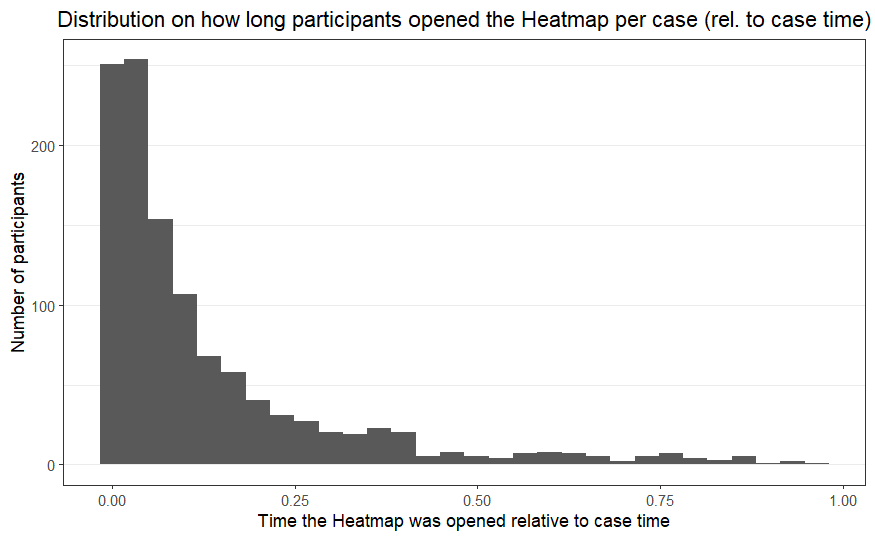 Distribution on how long participants opened the Heatmap per case (rel. to case time)
Number of participants
200
100
0
0.00 0.25 0.50 0.75 1.00
Time the Heatmap was opened relative to case time